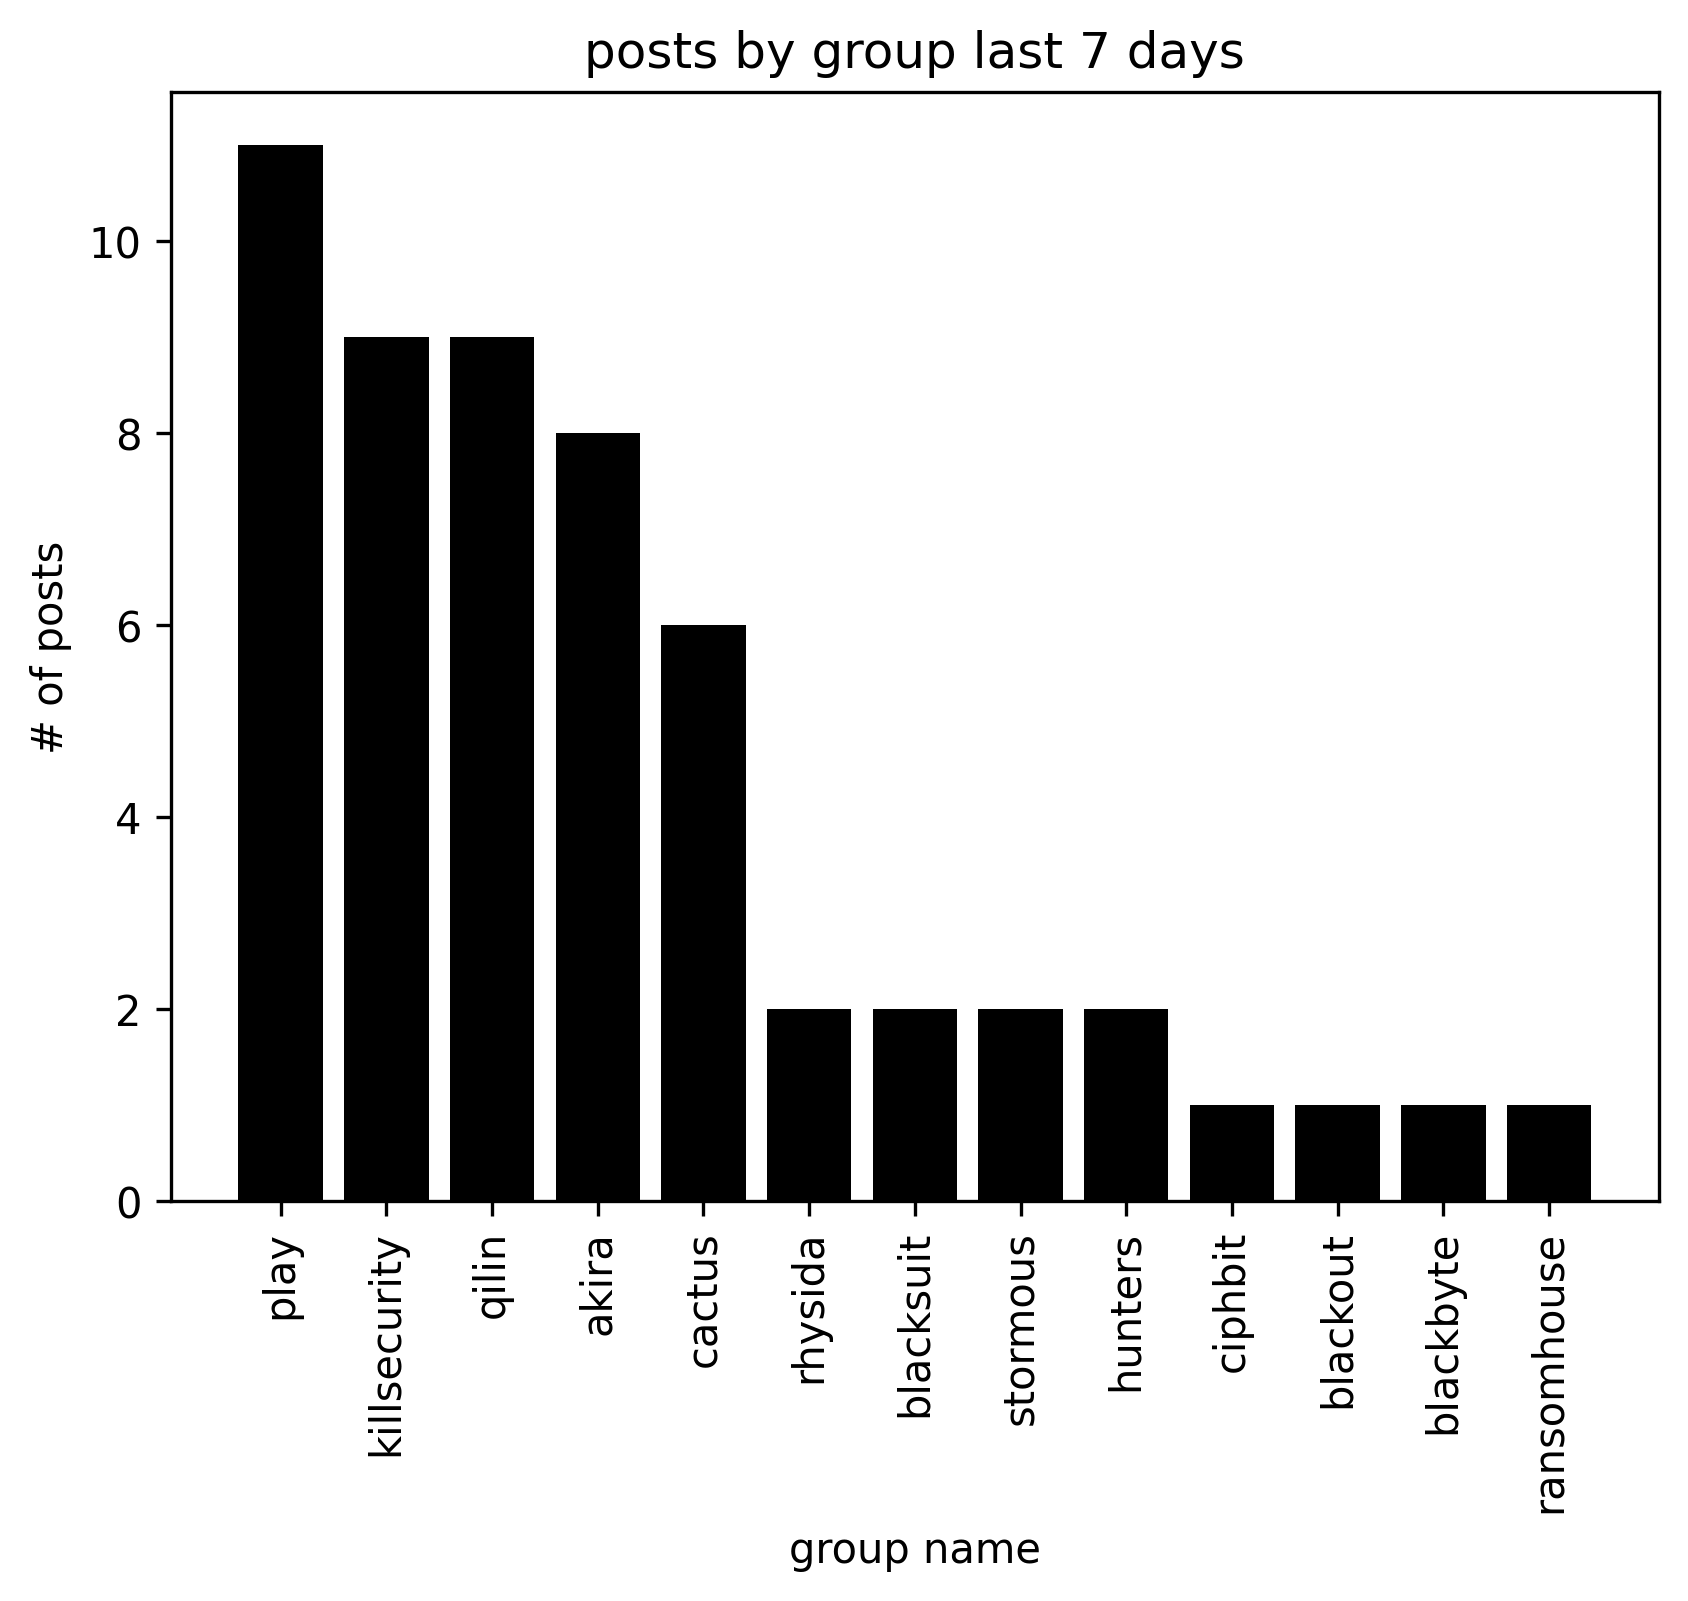 posts by group last 7 days
# of posts
10
8
6
4
2
0
play
killsecurity
qilin
akira
cactus
rhysida
blacksuit
stormous
hunters
ciphbit
blackout
blackbyte
ransomhouse
group name